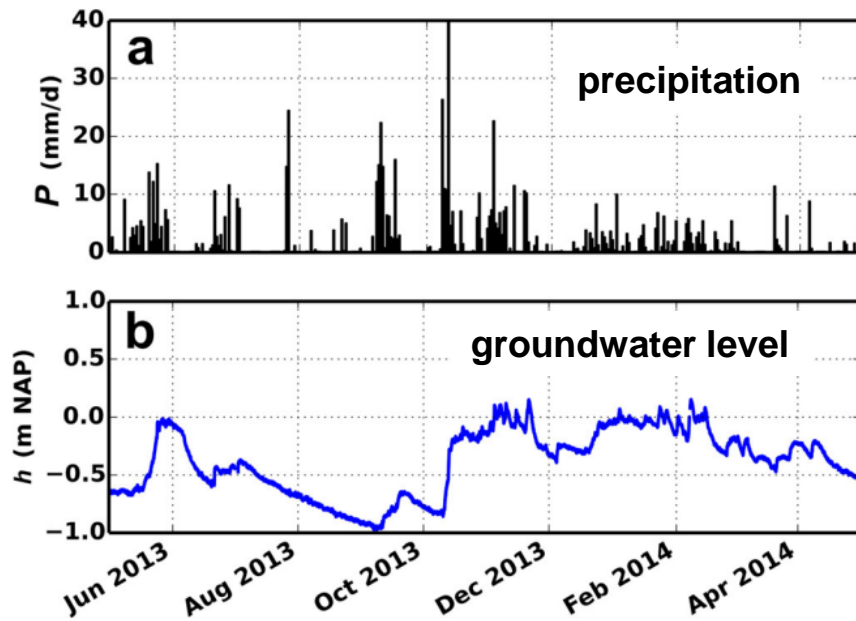 a
precipitation
P (mm/d)
40
30
20
10
0
b
groundwater level
h (m NAP)
1.0
0.5
0.0
−0.5
−1.0
Jun 2013
Aug 2013
Oct 2013
Dec 2013
Feb 2014
Apr 2014